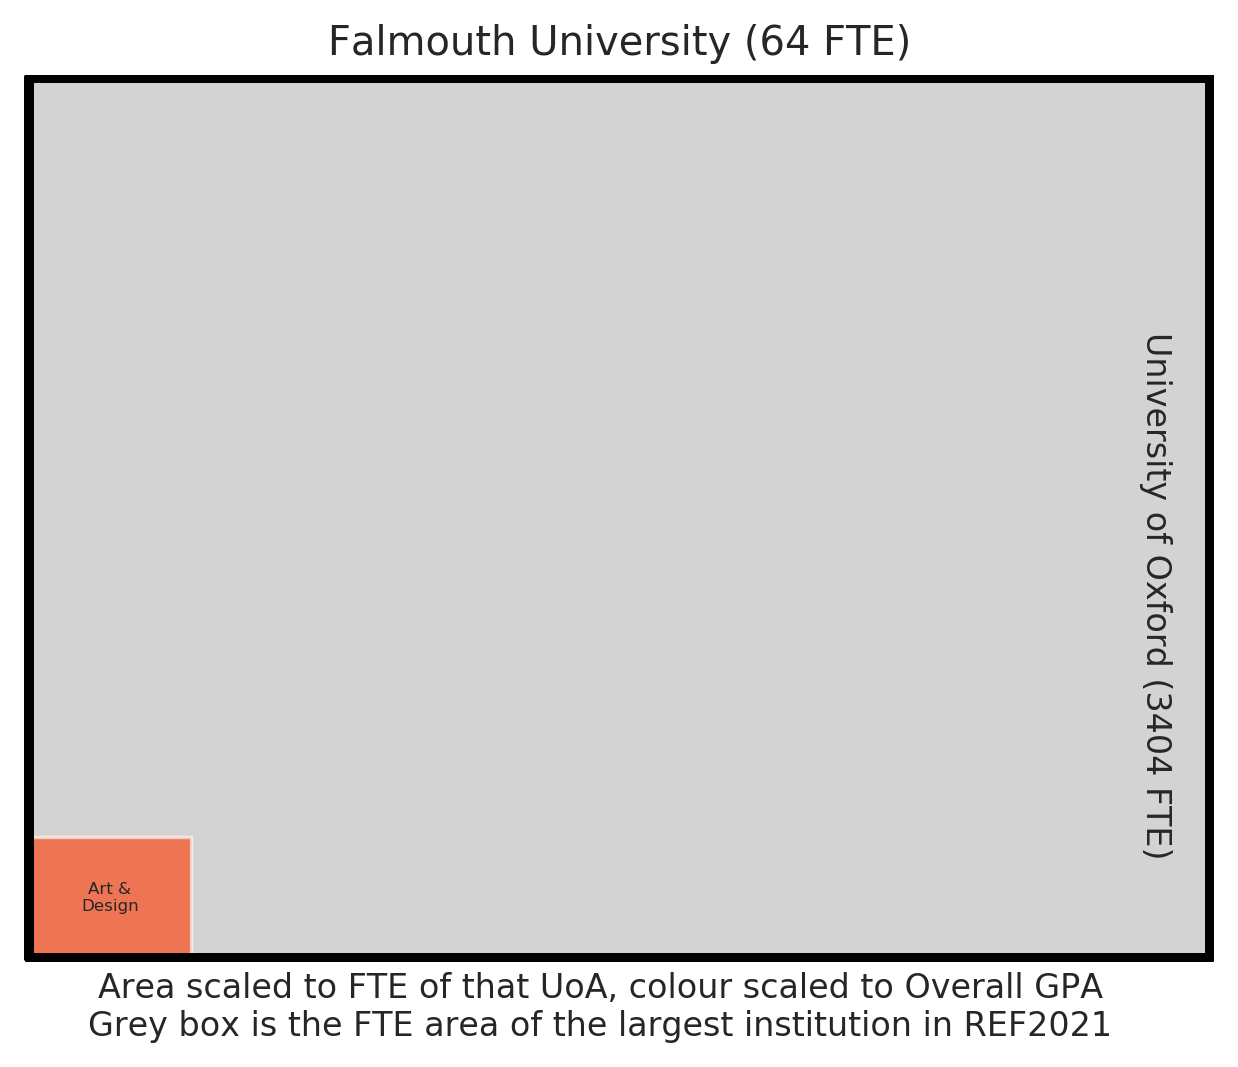 Falmouth University (64 FTE)
University of Oxford (3404 FTE)
Art &
Design
Area scaled to FTE of that UoA, colour scaled to Overall GPA
Grey box is the FTE area of the largest institution in REF2021